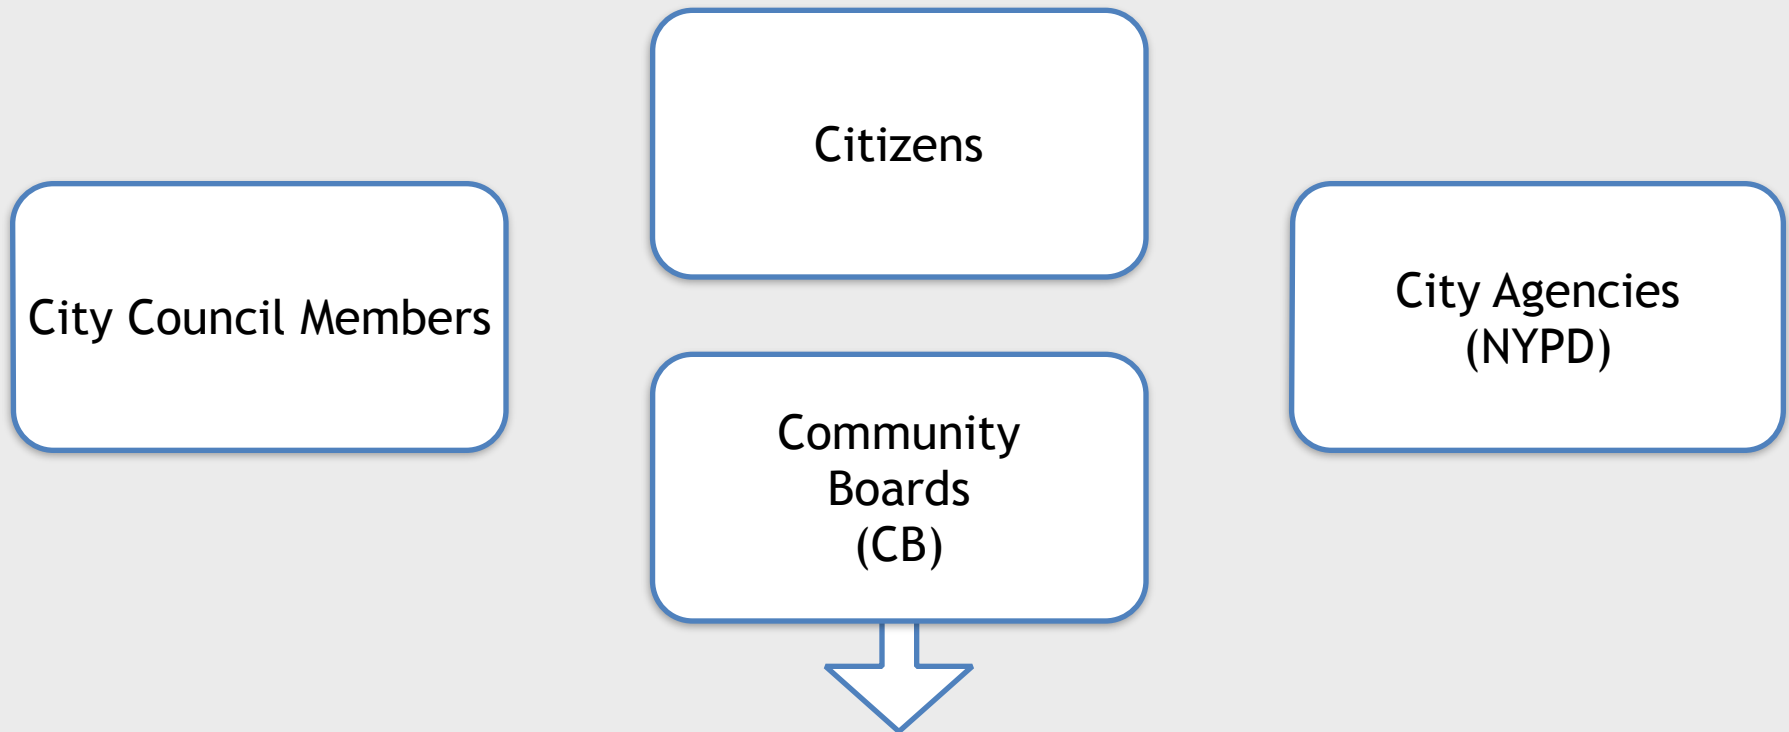 Citizens
City Council Members
City Agencies
(NYPD)
Community
Boards
(CB)